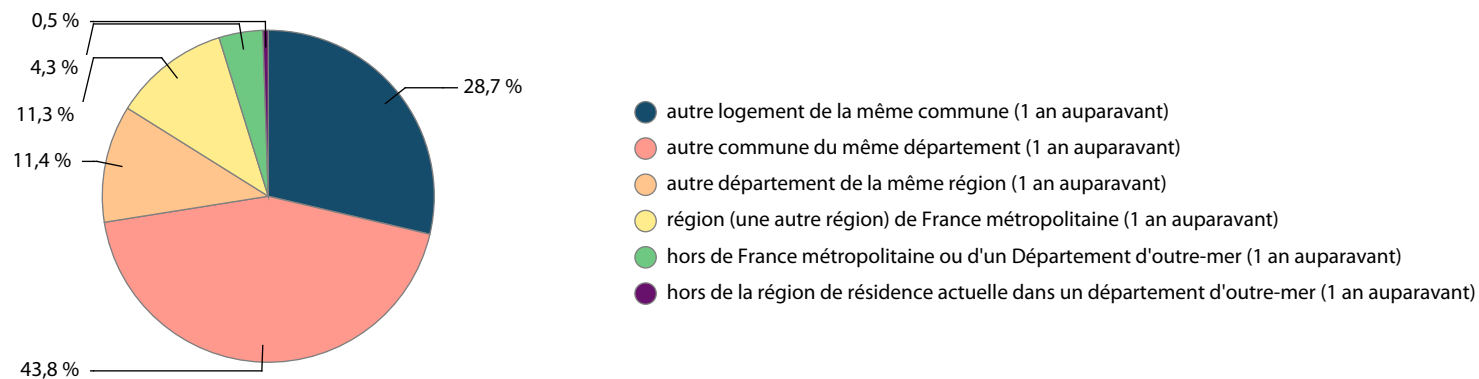 0,5 %
4,3 %
11,3 %
11,4 %
43,8 %
28,7 %
autre logement de la même commune (1 an auparavant)
autre commune du même département (1 an auparavant)
autre département de la même région (1 an auparavant)
région (une autre région) de France métropolitaine (1 an auparavant)
hors de France métropolitaine ou d'un Département d'outre-mer (1 an auparavant)
hors de la région de résidence actuelle dans un département d'outre-mer (1 an auparavant)